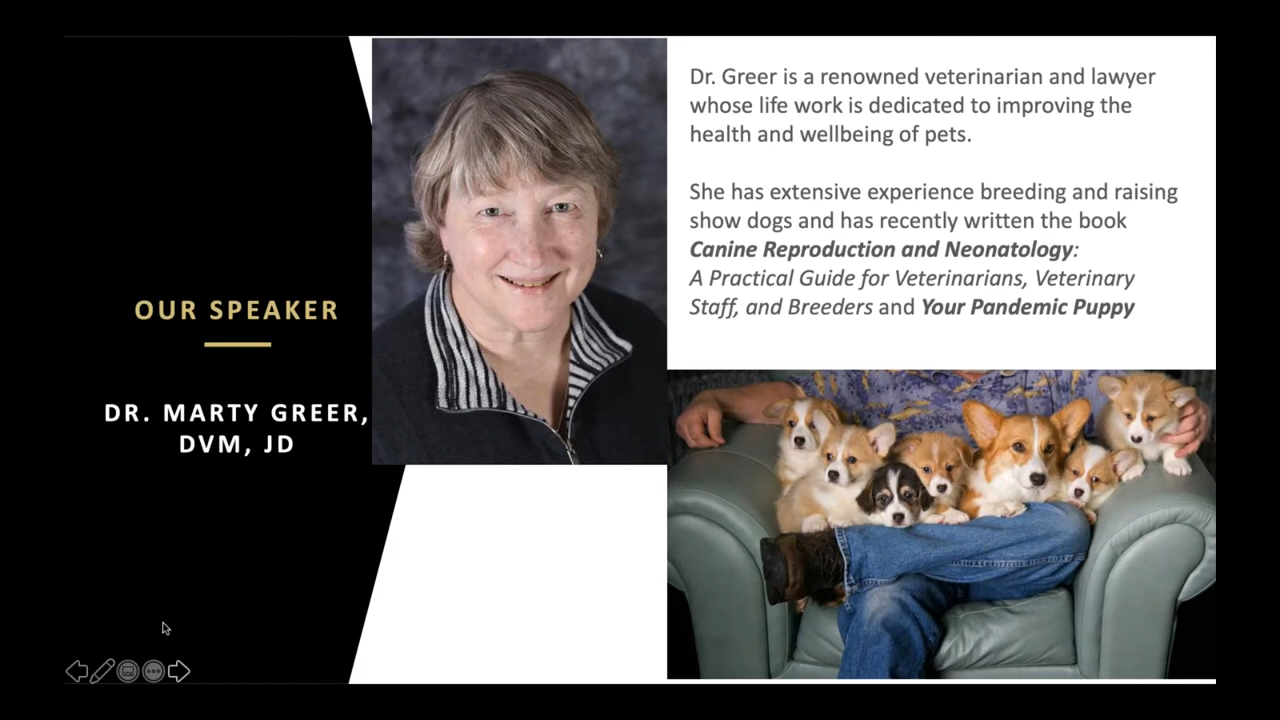 OUR SPEAKER
DR. MARTY GREER,
DVM, JD
Dr. Greer is a renowned veterinarian and lawyer
whose life work is dedicated to improving the
health and wellbeing of pets.
She has extensive experience breeding and raising
show dogs and has recently written the book
Canine Reproduction and Neonatology:
A Practical Guide for Veterinarians, Veterinary
Staff, and Breeders and Your Pandemic Puppy